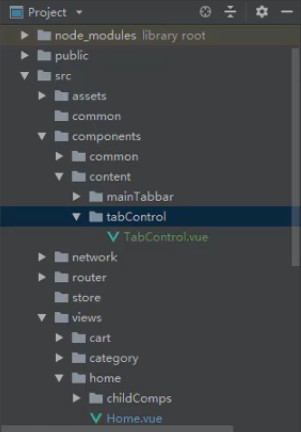 Project
node_modules library root
public
src
assets
common
components
common
content
mainTabbar
tabControl
TabControl.vue
network
router
store
views
cart
category
home
childComps
Home.vue